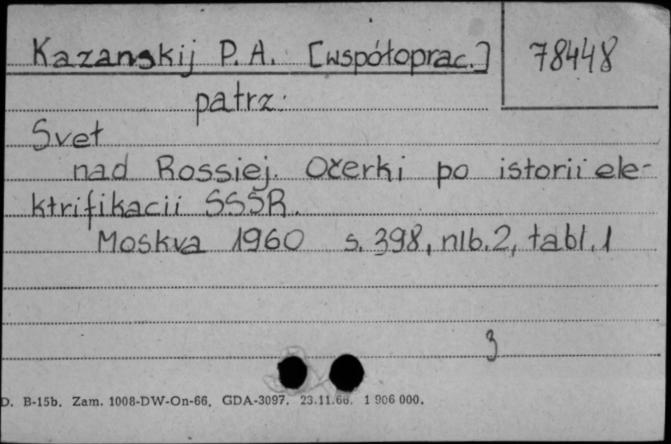 Kazanskij P. A. [współoprac.] 78448
patrz:
Svet
nad Rossiej. Očerki po istorii ele-
ktrifikacii SSSR.
Moskva 1960 s. 398, nlb. 2, tabl. 1
3
D. B-15b. Zam. 1008-DW-On-66, GDA-3097. 23.11.66. 1 906 000.